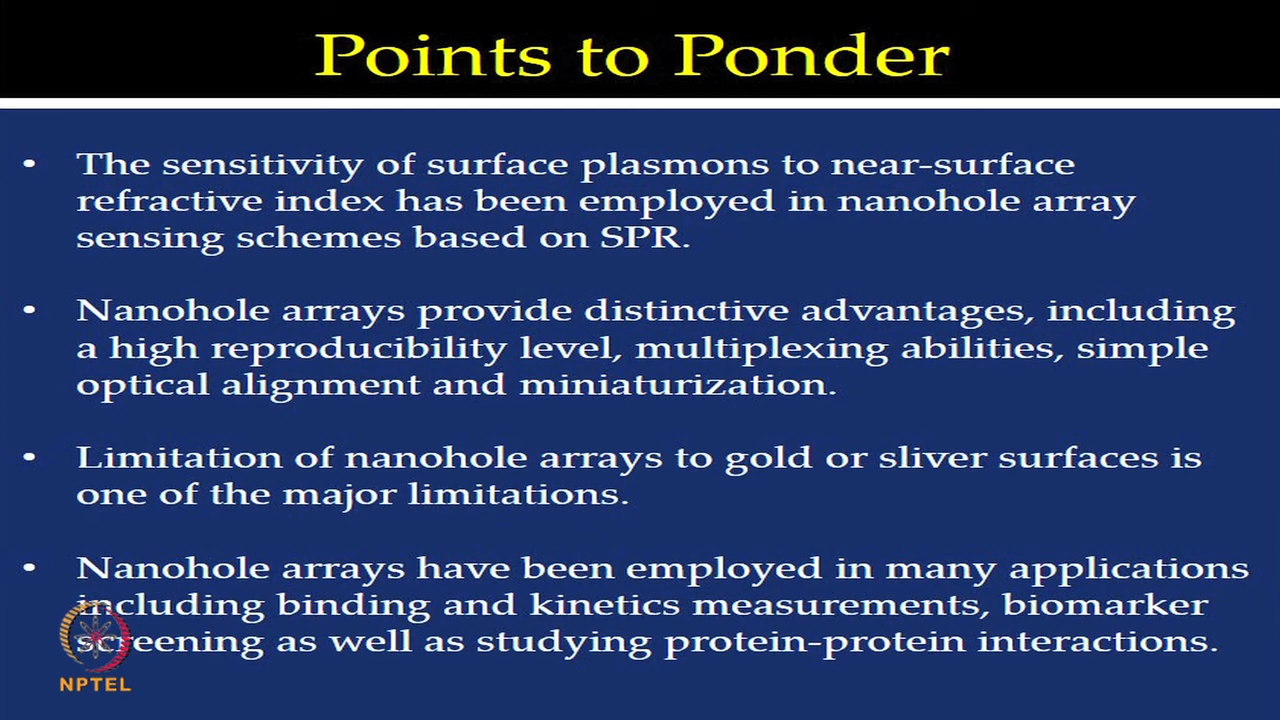 Points to Ponder
• The sensitivity of surface plasmons to near-surface
refractive index has been employed in nanohole array
sensing schemes based on SPR.
• Nanohole arrays provide distinctive advantages, including
a high reproducibility level, multiplexing abilities, simple
optical alignment and miniaturization.
• Limitation of nanohole arrays to gold or sliver surfaces is
one of the major limitations.
• Nanohole arrays have been employed in many applications
including binding and kinetics measurements, biomarker
screening as well as studying protein-protein interactions.
NPTEL